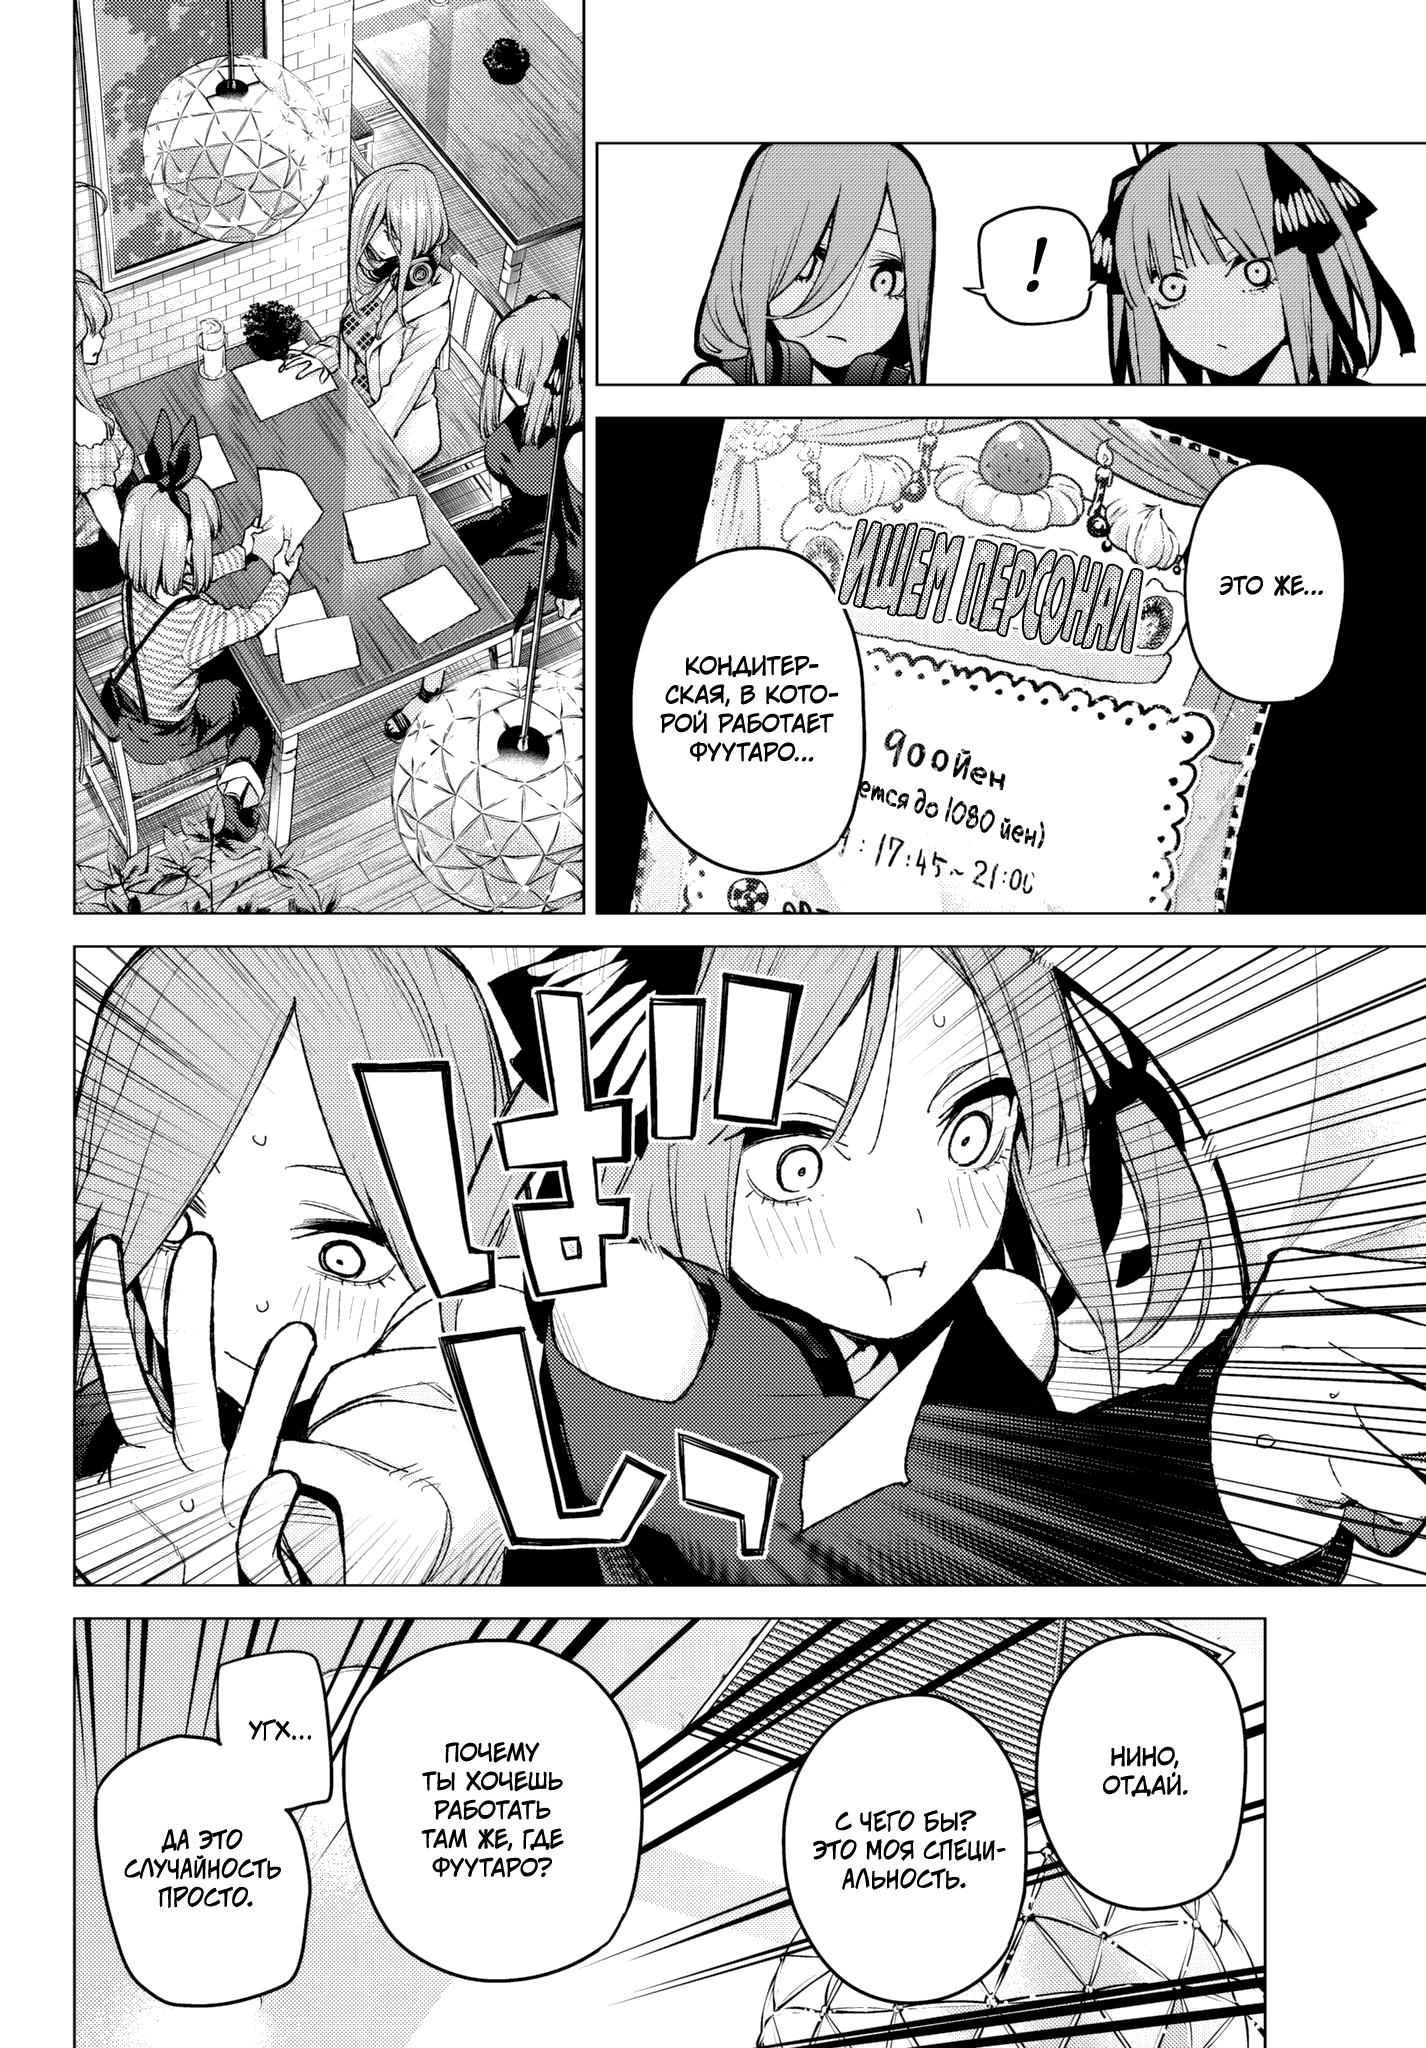 !
ЭТО ЖЕ...
ИЩЕМ ПЕРСОНАЛ
900 йен
ется до 1080 йен)
: 17:45~21:00
КОНДИТЕР-
СКАЯ, В КОТО-
РОЙ РАБОТАЕТ
ФУУТАРО...
ば
しっ
НИНО,
ОТДАЙ.
С ЧЕГО БЫ?
ЭТО МОЯ СПЕЦИ-
АЛЬНОСТЬ.
ПОЧЕМУ
ТЫ ХОЧЕШЬ
РАБОТАТЬ
ТАМ ЖЕ, ГДЕ
ФУУТАРО?
УГХ...
ДА ЭТО
СЛУЧАЙНОСТЬ
ПРОСТО.